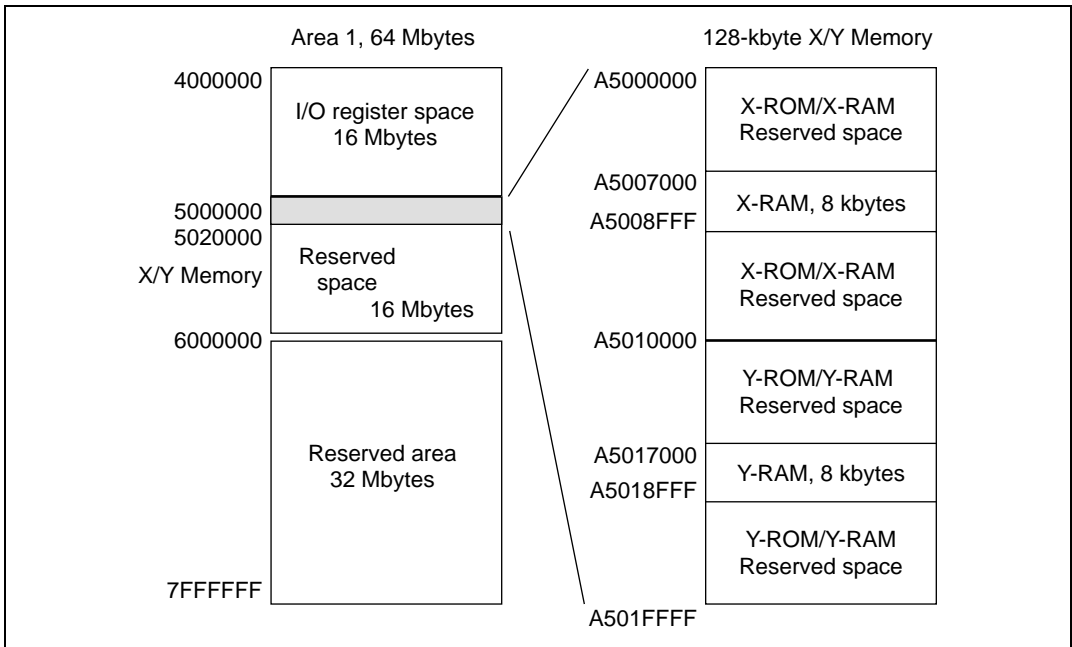 Area 1, 64 Mbytes
4000000
I/O register space
16 Mbytes
5000000
5020000
X/Y Memory
Reserved
space
16 Mbytes
6000000
Reserved area
32 Mbytes
7FFFFFF
128-kbyte X/Y Memory
A5000000
X-ROM/X-RAM
Reserved space
A5007000
X-RAM, 8 kbytes
A5008FFF
X-ROM/X-RAM
Reserved space
A5010000
Y-ROM/Y-RAM
Reserved space
A5017000
Y-RAM, 8 kbytes
A5018FFF
Y-ROM/Y-RAM
Reserved space
A501FFFF